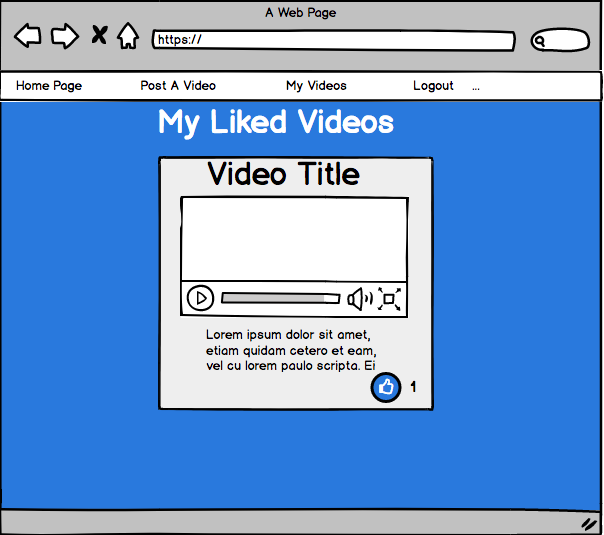 A Web Page
https://
Home Page Post A Video My Videos Logout ...
My Liked Videos
Video Title
Lorem ipsum dolor sit amet,
etiam quidam cetero et eam,
vel cu lorem paulo scripta. Ei
1